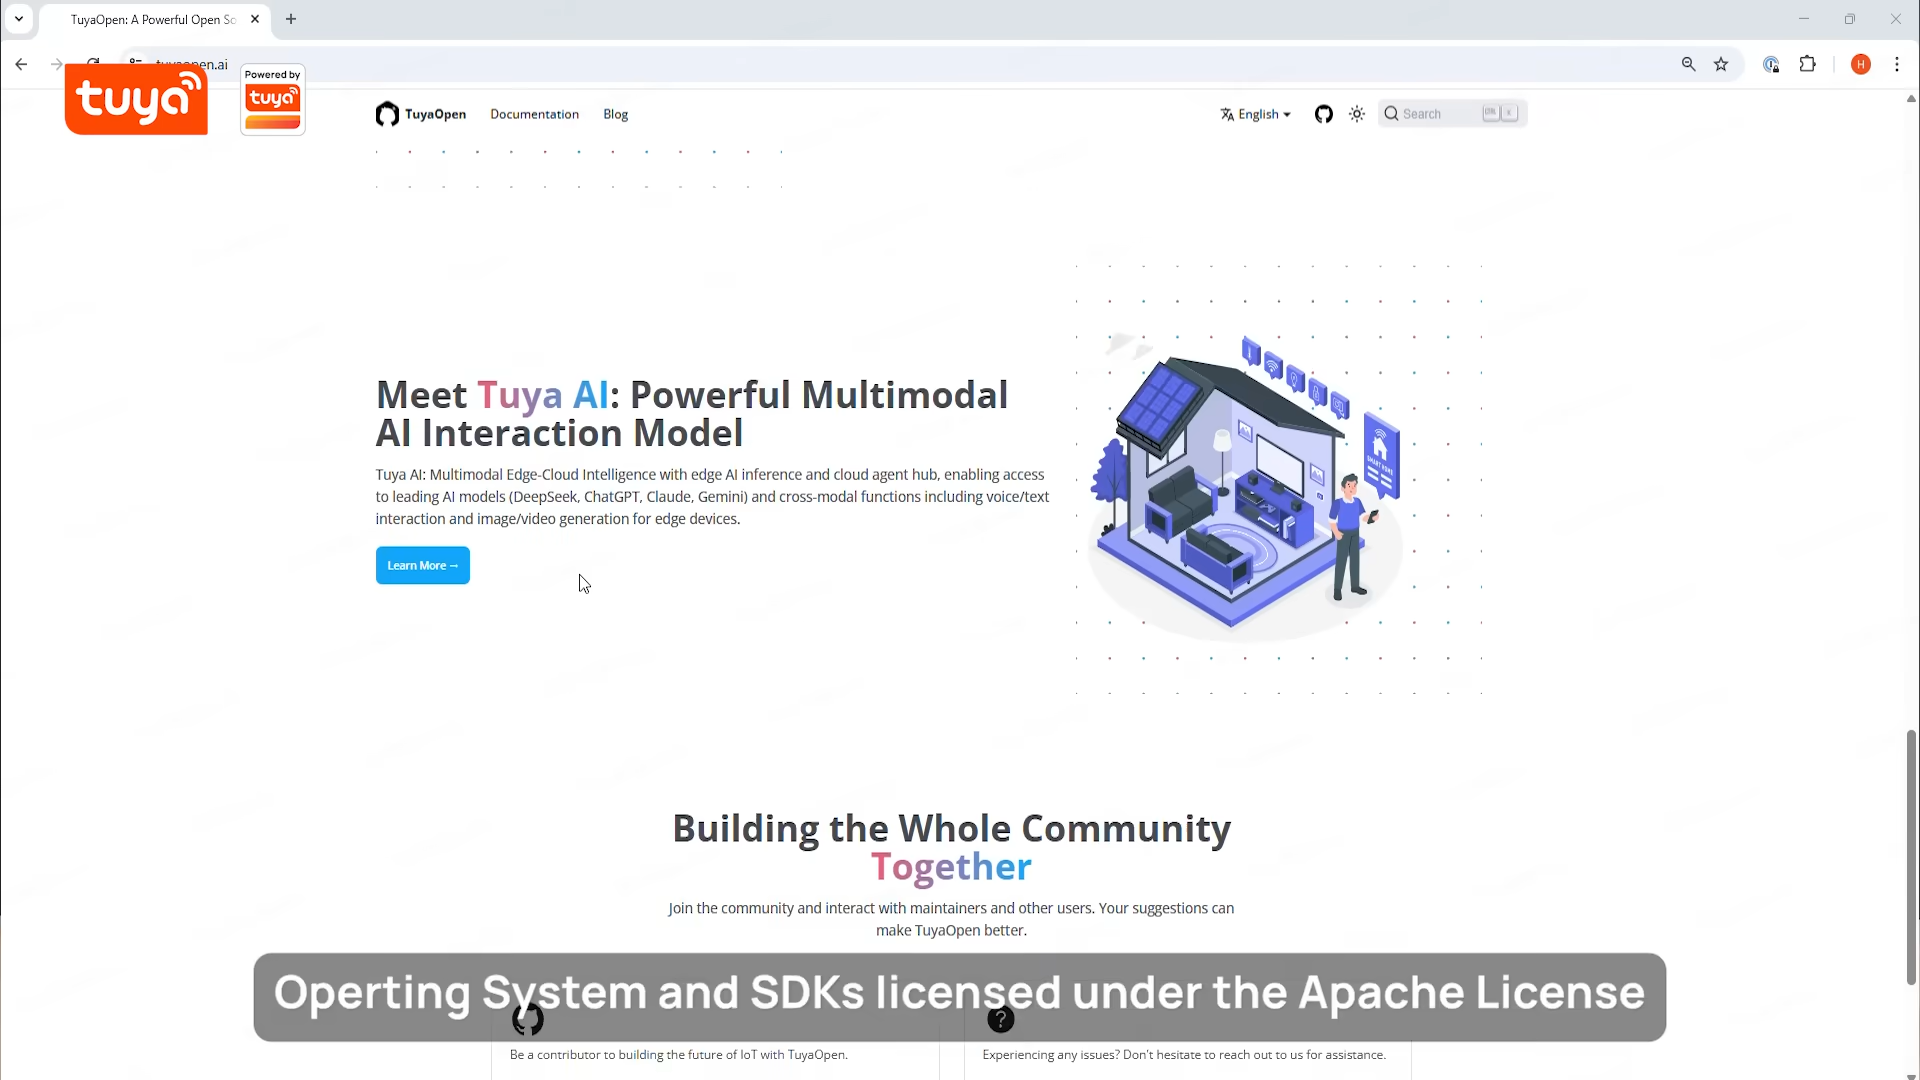 TuyaOpen: A Powerful Open So
tuyaopen.ai
H
tuya
Powered by
tuya
TuyaOpen
Documentation
Blog
English
Search
Meet Tuya AI: Powerful Multimodal
AI Interaction Model
Tuya AI: Multimodal Edge-Cloud Intelligence with edge AI inference and cloud agent hub, enabling access
to leading AI models (DeepSeek, ChatGPT, Claude, Gemini) and cross-modal functions including voice/text
interaction and image/video generation for edge devices.
Learn More →
SMART HOME
Building the Whole Community
Together
Join the community and interact with maintainers and other users. Your suggestions can
make TuyaOpen better.
Operting System and SDKs licensed under the Apache License
Be a contributor to building the future of IoT with TuyaOpen.
Experiencing any issues? Don't hesitate to reach out to us for assistance.